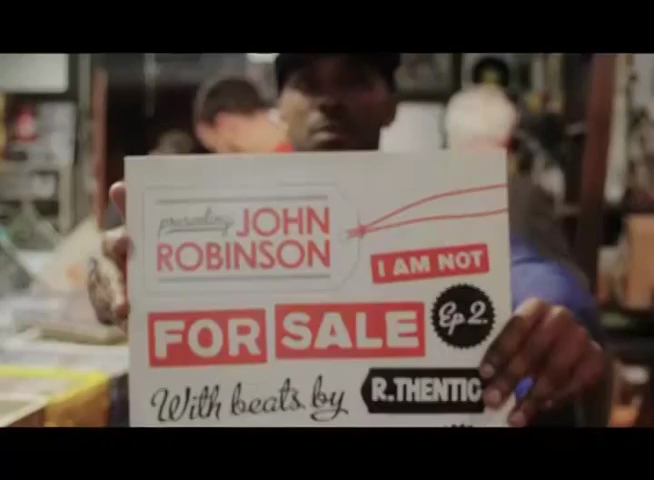 presenting JOHN
ROBINSON
I AM NOT
FOR SALE
Ep 2.
With beats by
R.THENTIC